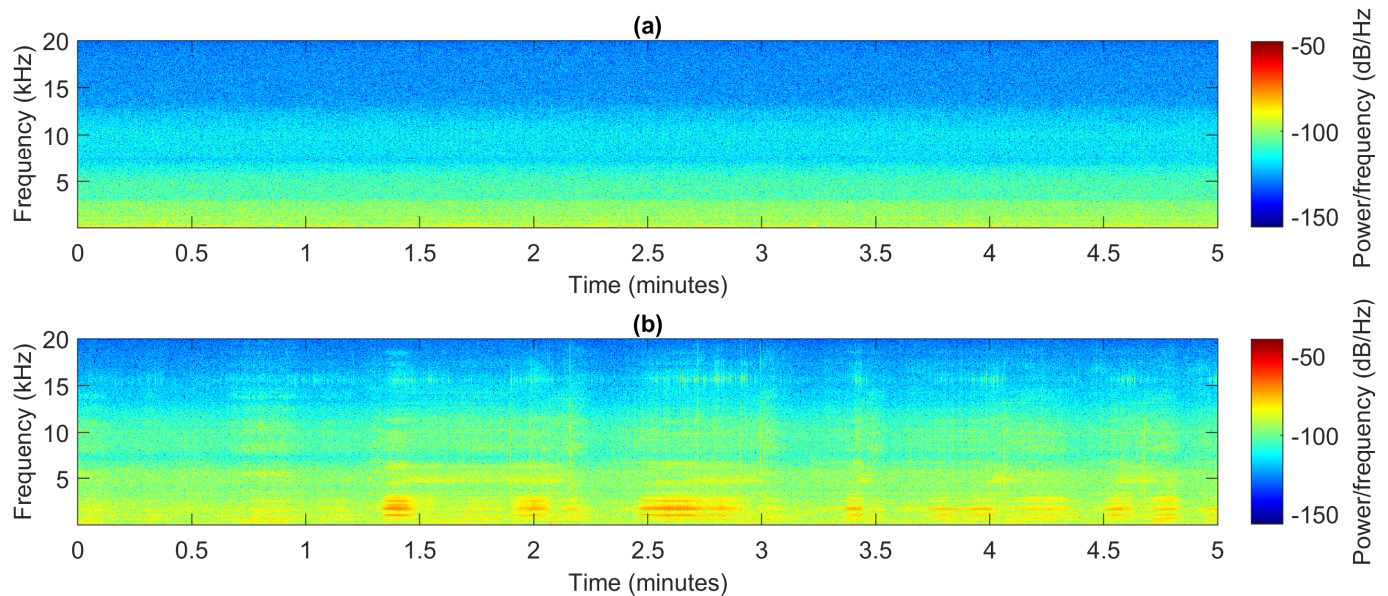 (a)
20
15
10
5
Frequency (kHz)
0 0.5 1 1.5 2 2.5 3 3.5 4 4.5 5
Time (minutes)
-50
-100
-150
Power/frequency (dB/Hz
(b)
20
15
10
5
Frequency (kHz)
0 0.5 1 1.5 2 2.5 3 3.5 4 4.5 5
Time (minutes)
-50
-100
-150
Power/frequency (dB/Hz)